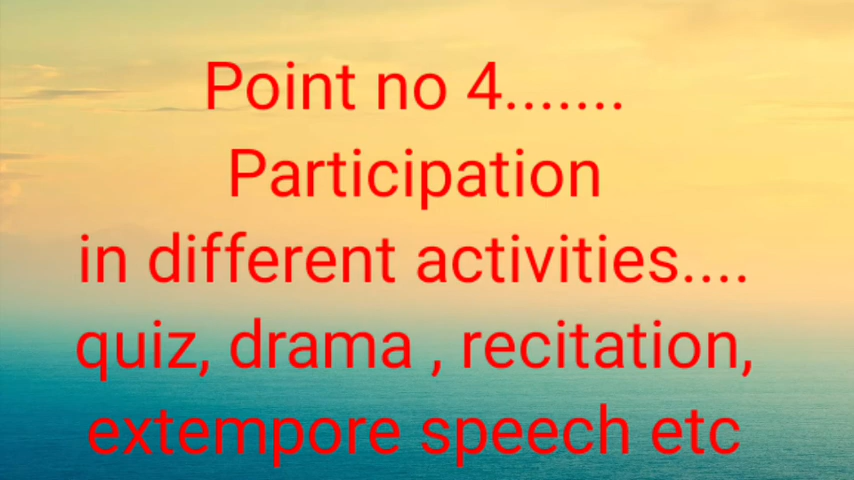 Point no 4.......
Participation
in different activities....
quiz, drama , recitation,
extempore speech etc